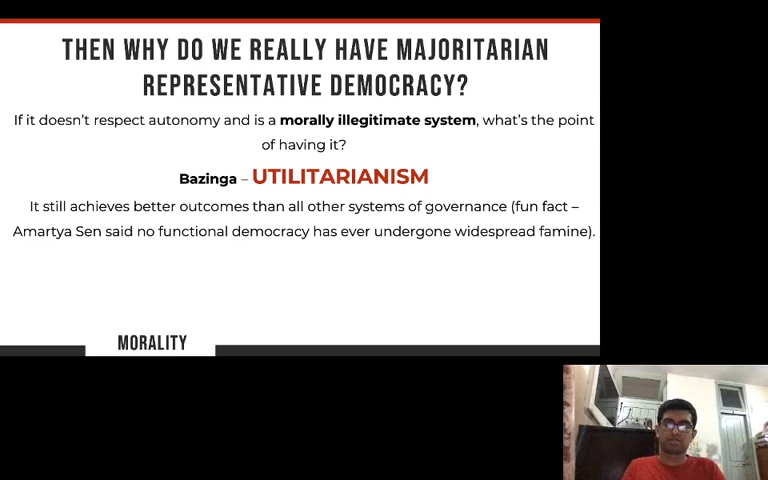 THEN WHY DO WE REALLY HAVE MAJORITARIAN
REPRESENTATIVE DEMOCRACY?
If it doesn't respect autonomy and is a morally illegitimate system, what's the point
of having it?
Bazinga – UTILITARIANISM
It still achieves better outcomes than all other systems of governance (fun fact –
Amartya Sen said no functional democracy has ever undergone widespread famine).
MORALITY